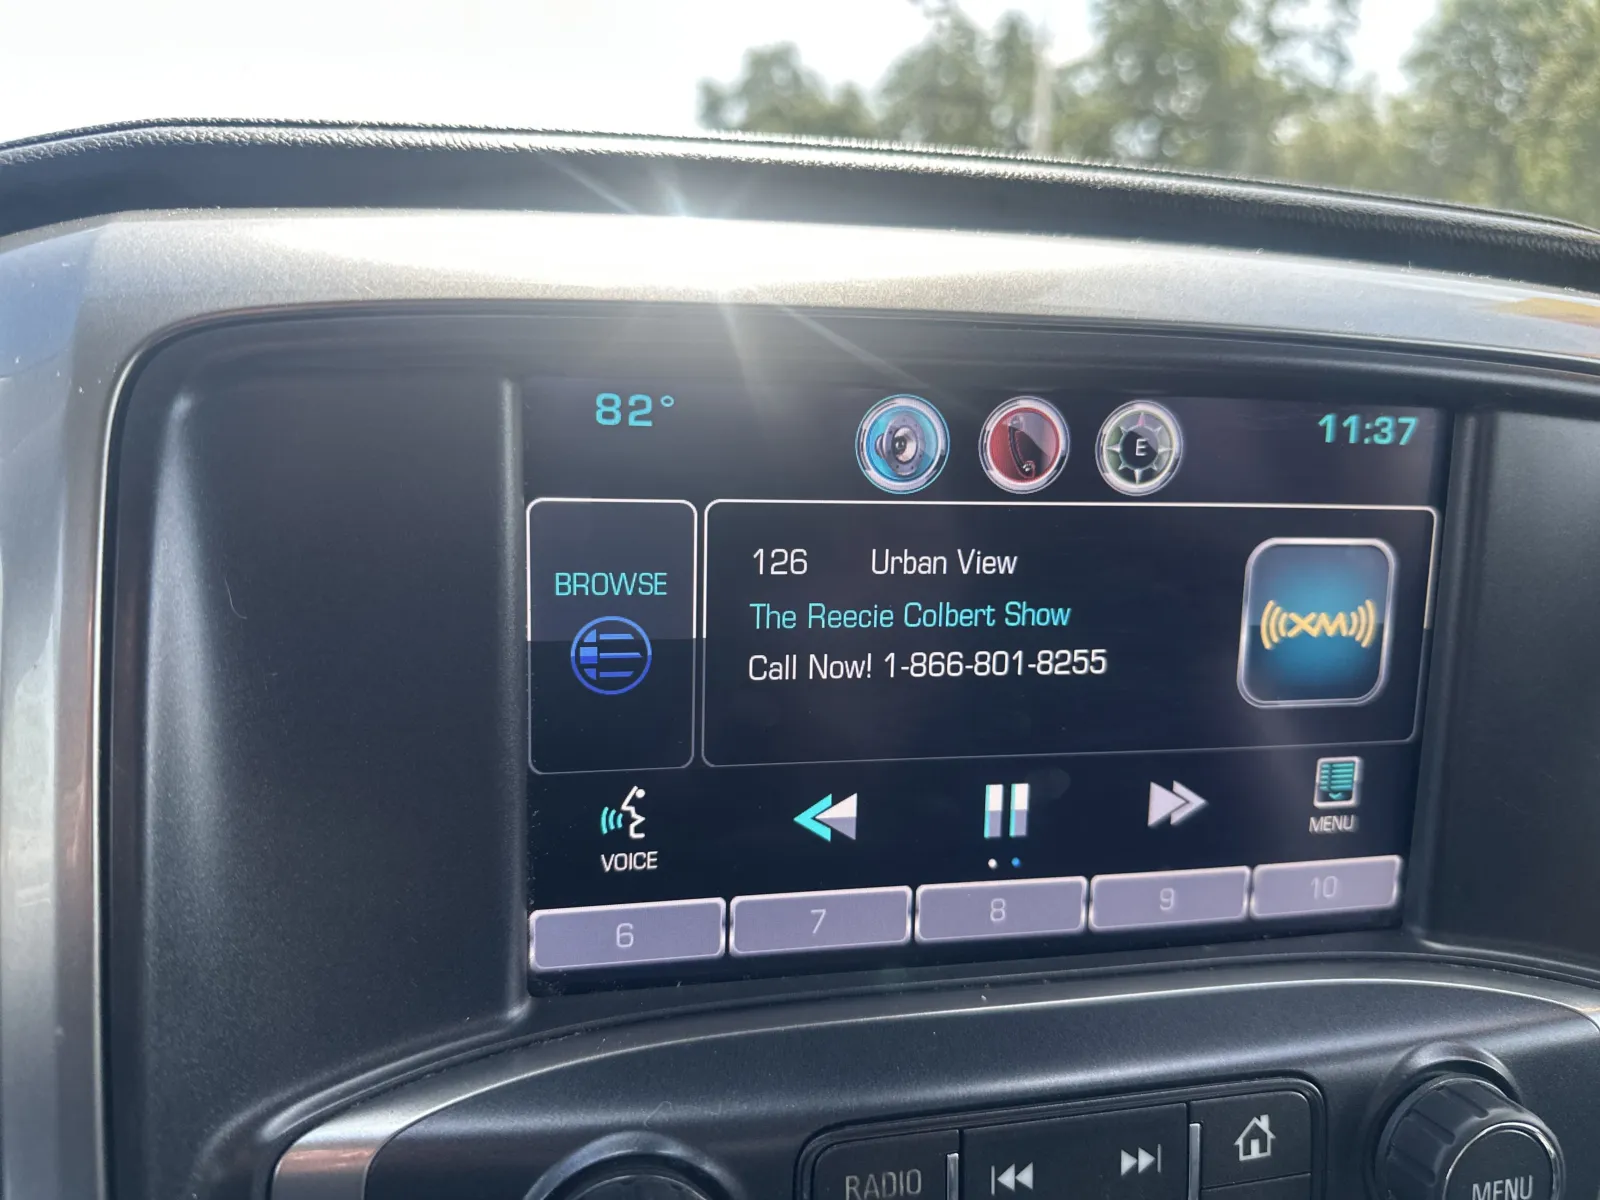 82°
E
11:37
BROWSE
126 Urban View
The Reecie Colbert Show
Call Now! 1-866-801-8255
((XM))
VOICE
MENU
6 7 8 9 10
RADIO
MENU